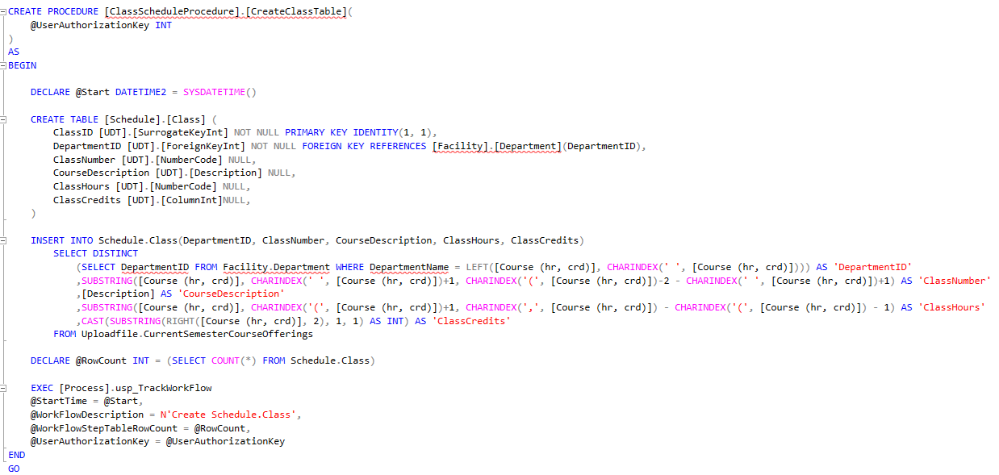 CREATE PROCEDURE [ClassScheduleProcedure].[CreateClassTable](
@UserAuthorizationKey INT
)
AS
BEGIN
DECLARE @Start DATETIME2 = SYSDATETIME()
CREATE TABLE [Schedule].[Class] (
ClassID [UDT].[SurrogateKeyInt] NOT NULL PRIMARY KEY IDENTITY(1, 1),
DepartmentID [UDT].[ForeignKeyInt] NOT NULL FOREIGN KEY REFERENCES [Facility].[Department](DepartmentID),
ClassNumber [UDT].[NumberCode] NULL,
CourseDescription [UDT].[Description] NULL,
ClassHours [UDT].[NumberCode] NULL,
ClassCredits [UDT].[ColumnInt]NULL,
)
INSERT INTO Schedule.Class(DepartmentID, ClassNumber, CourseDescription, ClassHours, ClassCredits)
SELECT DISTINCT
(SELECT DepartmentID FROM Facility.Department WHERE DepartmentName = LEFT([Course (hr, crd)], CHARINDEX(' ', [Course (hr, crd)]))) AS 'DepartmentID'
,SUBSTRING([Course (hr, crd)], CHARINDEX(' ', [Course (hr, crd)])+1, CHARINDEX('(', [Course (hr, crd)])-2 - CHARINDEX(' ', [Course (hr, crd)])+1) AS 'ClassNumber'
,[Description] AS 'CourseDescription'
,SUBSTRING([Course (hr, crd)], CHARINDEX('(', [Course (hr, crd)])+1, CHARINDEX(',', [Course (hr, crd)]) - CHARINDEX('(', [Course (hr, crd)]) - 1) AS 'ClassHours'
,CAST(SUBSTRING(RIGHT([Course (hr, crd)], 2), 1, 1) AS INT) AS 'ClassCredits'
FROM Uploadfile.CurrentSemesterCourseOfferings
DECLARE @RowCount INT = (SELECT COUNT(*) FROM Schedule.Class)
EXEC [Process].usp_TrackWorkFlow
@StartTime = @Start,
@WorkFlowDescription = N'Create Schedule.Class',
@WorkFlowStepTableRowCount = @RowCount,
@UserAuthorizationKey = @UserAuthorizationKey
END
GO